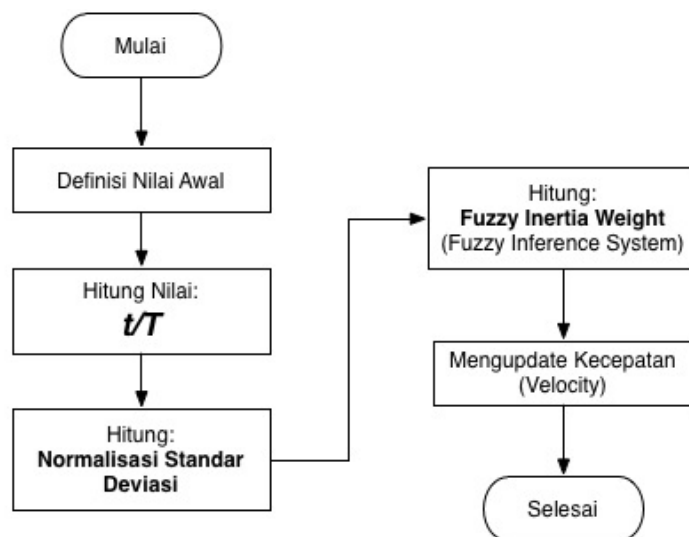 Mulai
Definisi Nilai Awal
Hitung Nilai:
t/T
Hitung:
Normalisasi Standar
Deviasi
Hitung:
Fuzzy Inertia Weight
(Fuzzy Inference System)
Mengupdate Kecepatan
(Velocity)
Selesai